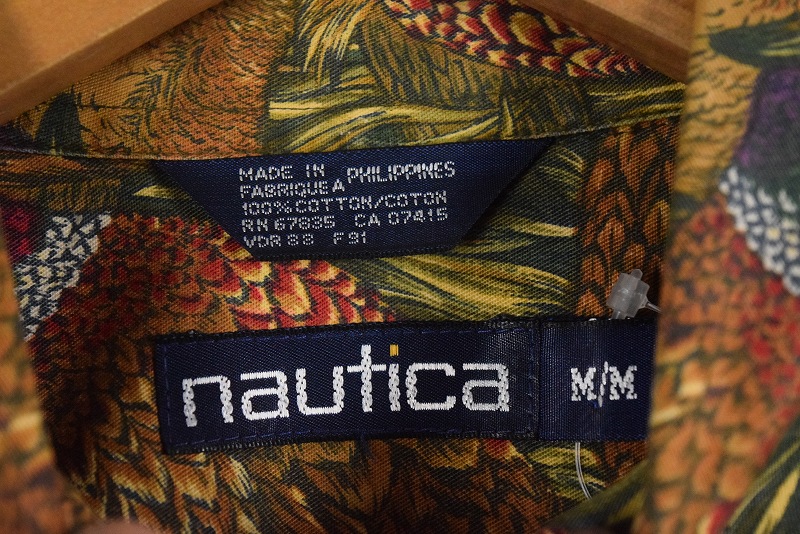 MADE IN PHILIPPINES
FABRIQUE A
100% COTTON/COTON
RN 67835 CA 07415
VDR 88 F91
nautica M/M